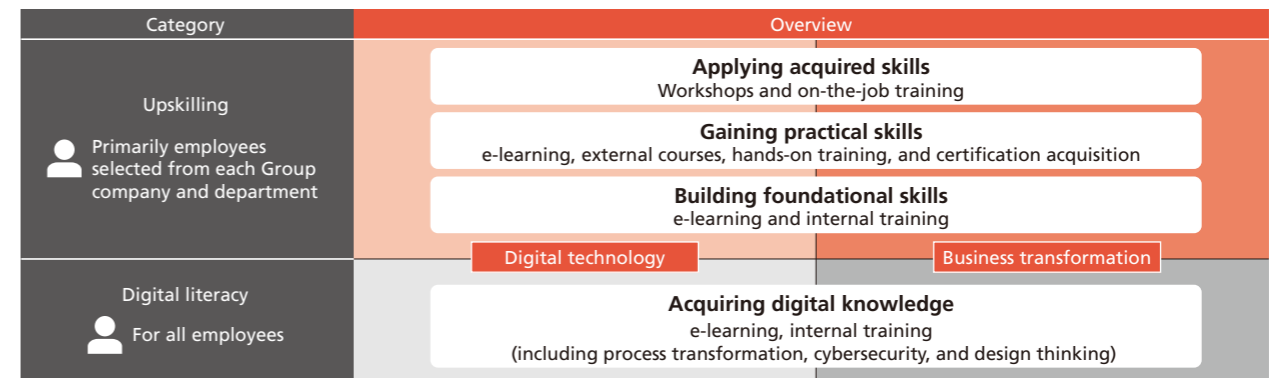 Category
Overview
Upskilling
Primarily employees
selected from each Group
company and department
Applying acquired skills
Workshops and on-the-job training
Gaining practical skills
e-learning, external courses, hands-on training, and certification acquisition
Building foundational skills
e-learning and internal training
Digital technology
Business transformation
Digital literacy
For all employees
Acquiring digital knowledge
e-learning, internal training
(including process transformation, cybersecurity, and design thinking)